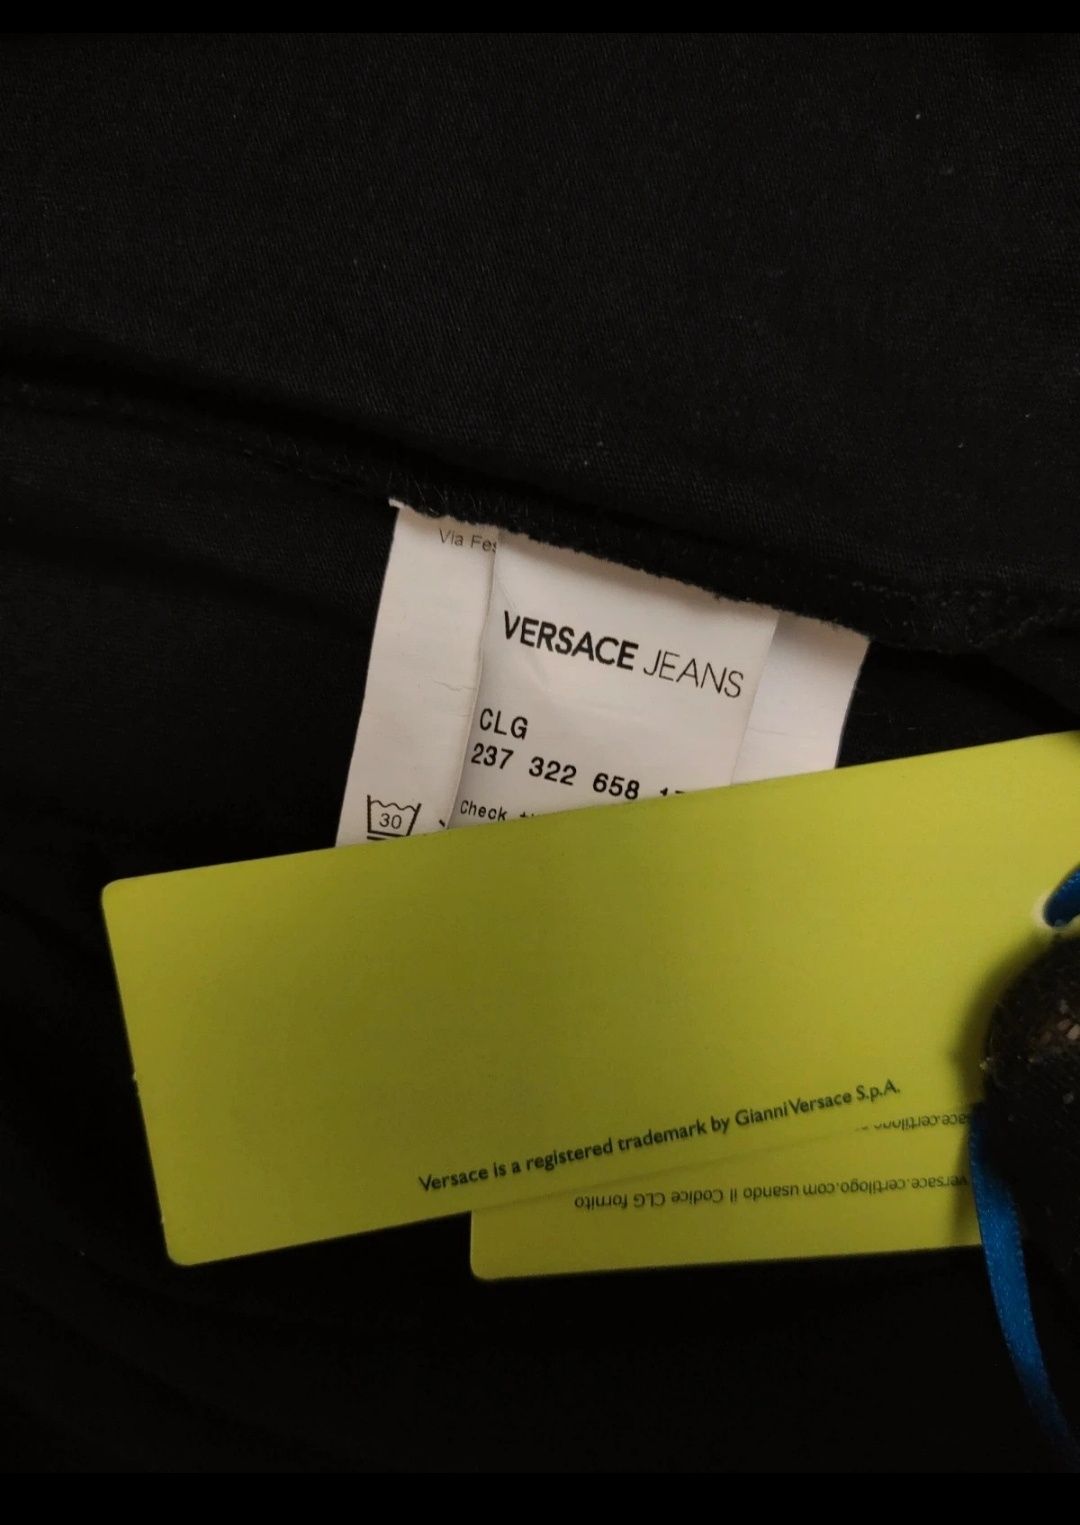 Via
VERSACE JEANS
CLG
237 322 658
Check
30
Versace is a registered trademark by Gianni Versace S.p.A.
versace.certilogo.com usando il Codice CLG fornito